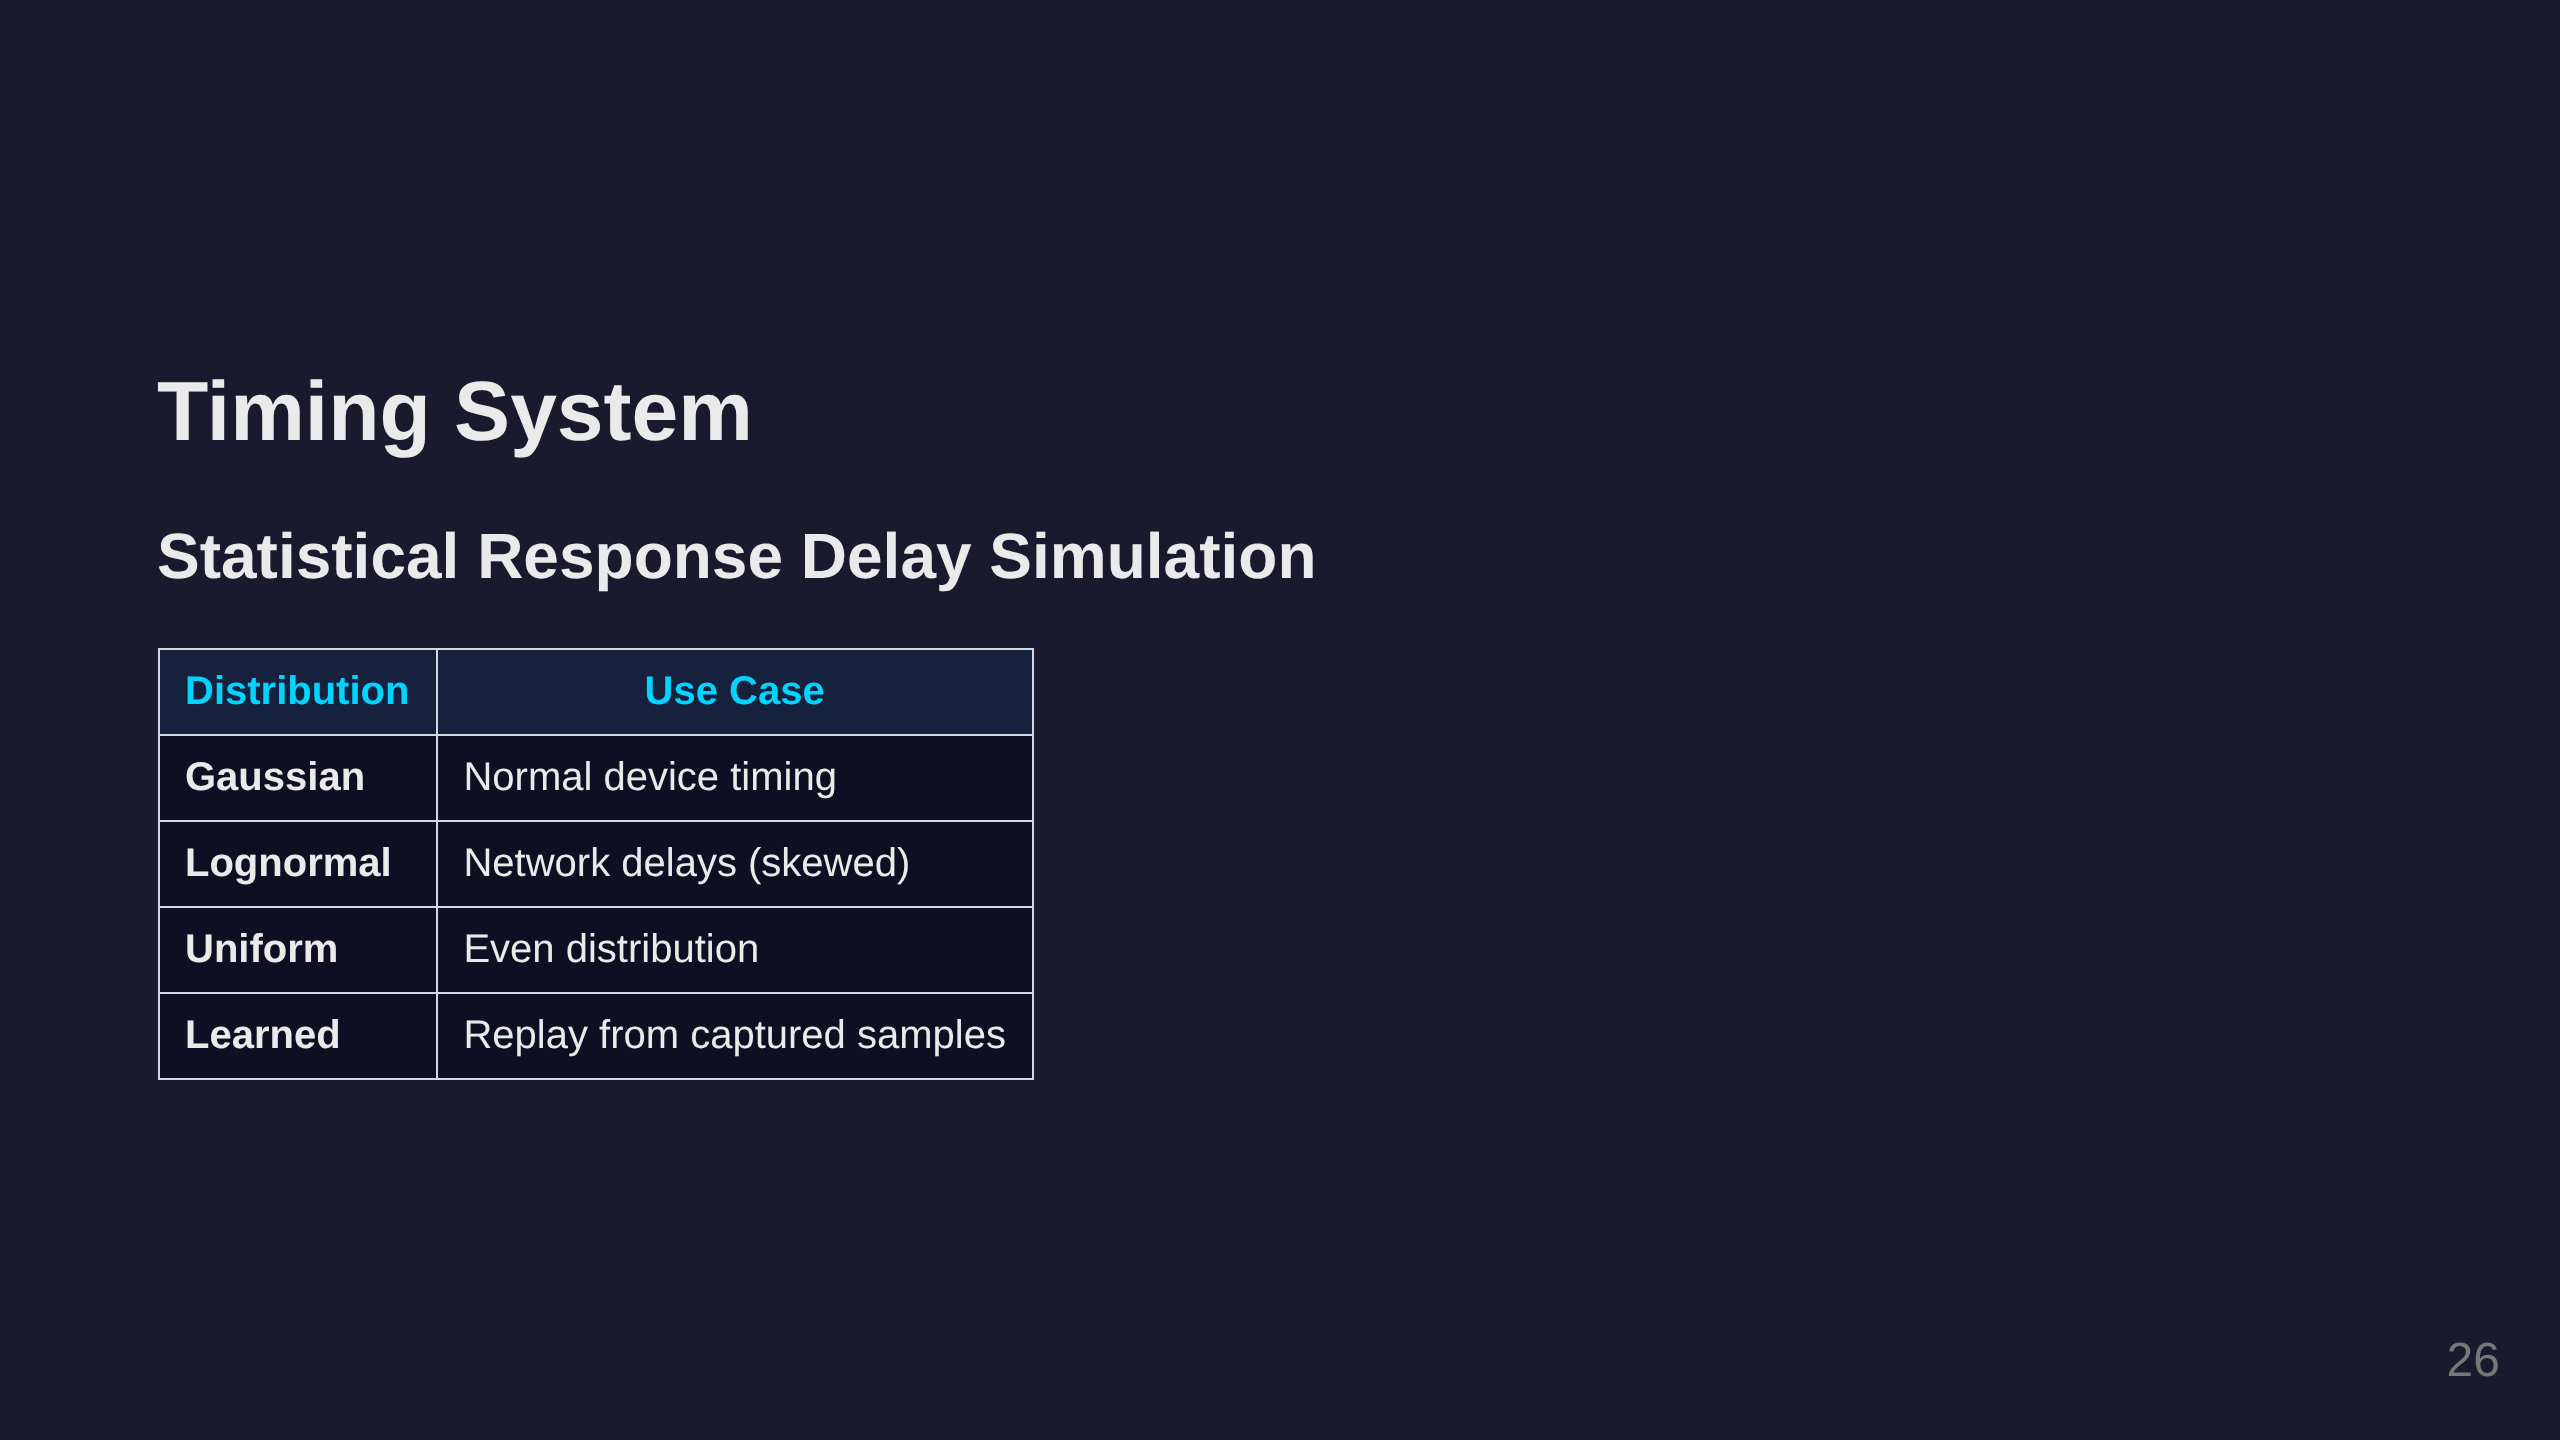 Timing System
Statistical Response Delay Simulation
Distribution Use Case
Gaussian Normal device timing
Lognormal Network delays (skewed)
Uniform Even distribution
Learned Replay from captured samples
26